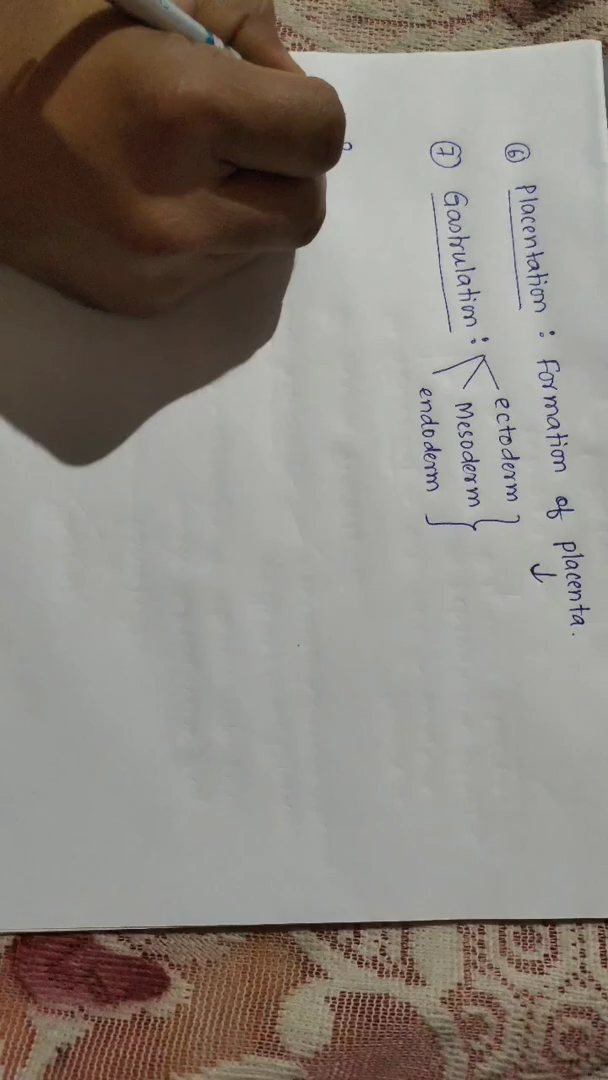 ⑥ Placentation : Formation of placenta.
↓
⑦ Gastrulation :
ectoderm
Mesoderm
endoderm